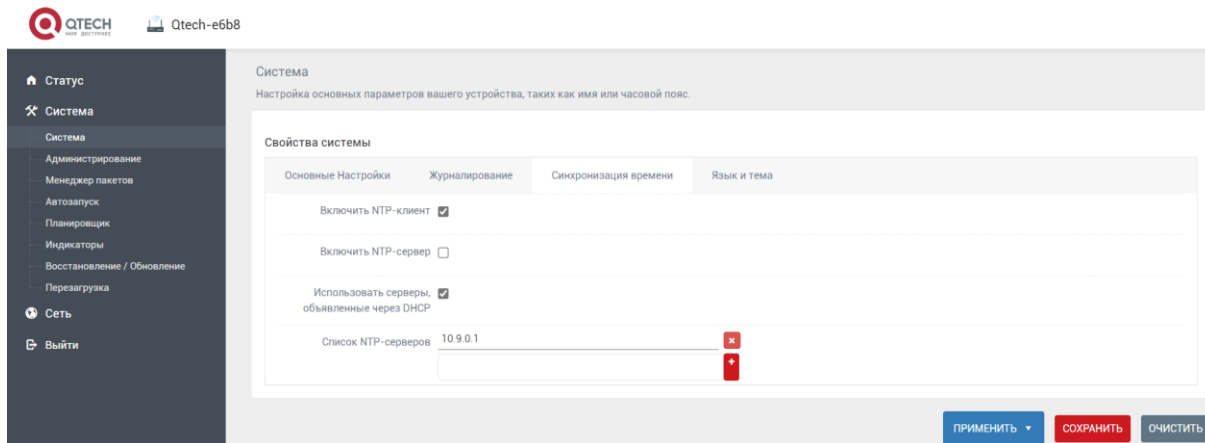 QTECH
МИР ДОСТУПНЕЕ
Qtech-e6b8
Статус
Система
Система
Администрирование
Менеджер пакетов
Автозапуск
Планировщик
Индикаторы
Восстановление / Обновление
Перезагрузка
Сеть
Выйти
Система
Настройка основных параметров вашего устройства, таких как имя или часовой пояс.
Свойства системы
Основные Настройки Журналирование Синхронизация времени Язык и тема
Включить NTP-клиент
Включить NTP-сервер
Использовать серверы,
объявленные через DHCP
Список NTP-серверов 10.9.0.1
ПРИМЕНИТЬ СОХРАНИТЬ ОЧИСТИТЬ